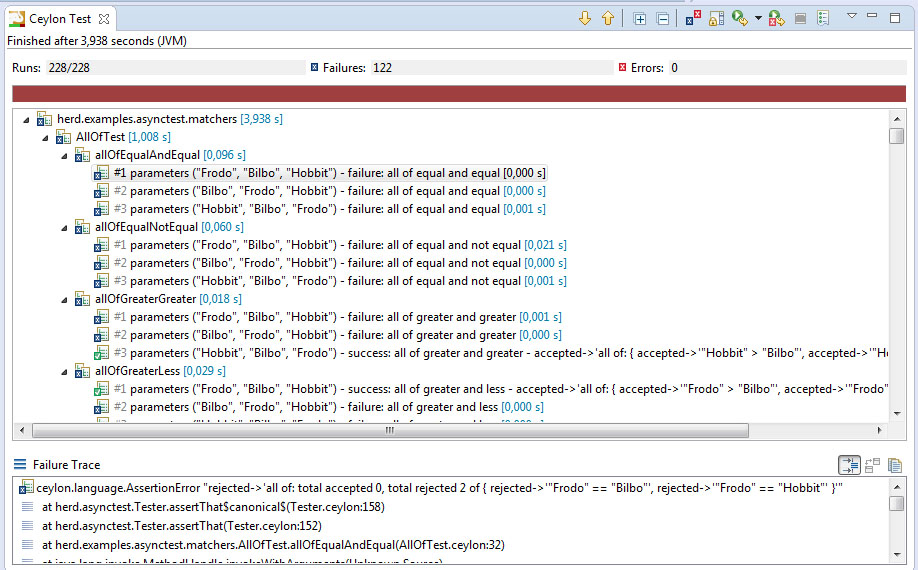 Ceylon Test
Finished after 3,938 seconds (JVM)
Runs: 228/228 Failures: 122 Errors: 0
herd.examples.asynctest.matchers [3,938 s]
AllOfTest [1,008 s]
allOfEqualAndEqual [0,096 s]
#1 parameters ("Frodo", "Bilbo", "Hobbit") - failure: all of equal and equal [0,000 s]
#2 parameters ("Bilbo", "Frodo", "Hobbit") - failure: all of equal and equal [0,000 s]
#3 parameters ("Hobbit", "Bilbo", "Frodo") - failure: all of equal and equal [0,001 s]
allOfEqualNotEqual [0,060 s]
#1 parameters ("Frodo", "Bilbo", "Hobbit") - failure: all of equal and not equal [0,021 s]
#2 parameters ("Bilbo", "Frodo", "Hobbit") - failure: all of equal and not equal [0,000 s]
#3 parameters ("Hobbit", "Bilbo", "Frodo") - failure: all of equal and not equal [0,001 s]
allOfGreaterGreater [0,018 s]
#1 parameters ("Frodo", "Bilbo", "Hobbit") - failure: all of greater and greater [0,001 s]
#2 parameters ("Bilbo", "Frodo", "Hobbit") - failure: all of greater and greater [0,000 s]
#3 parameters ("Hobbit", "Bilbo", "Frodo") - success: all of greater and greater - accepted->'all of: { accepted->'"Hobbit" > "Bilbo"', accepted->'"H
allOfGreaterLess [0,029 s]
#1 parameters ("Frodo", "Bilbo", "Hobbit") - success: all of greater and less - accepted->'all of: { accepted->'"Frodo" > "Bilbo"', accepted->'"Frodo"
#2 parameters ("Bilbo", "Frodo", "Hobbit") - failure: all of greater and less [0,000 s]
Failure Trace
ceylon.language.AssertionError "rejected->'all of: total accepted 0, total rejected 2 of { rejected->'"Frodo" == "Bilbo"', rejected->'"Frodo" == "Hobbit"' }'"
at herd.asynctest.Tester.assertThat$canonical$(Tester.ceylon:158)
at herd.asynctest.Tester.assertThat(Tester.ceylon:152)
at herd.examples.asynctest.matchers.AllOfTest.allOfEqualAndEqual(AllOfTest.ceylon:32)